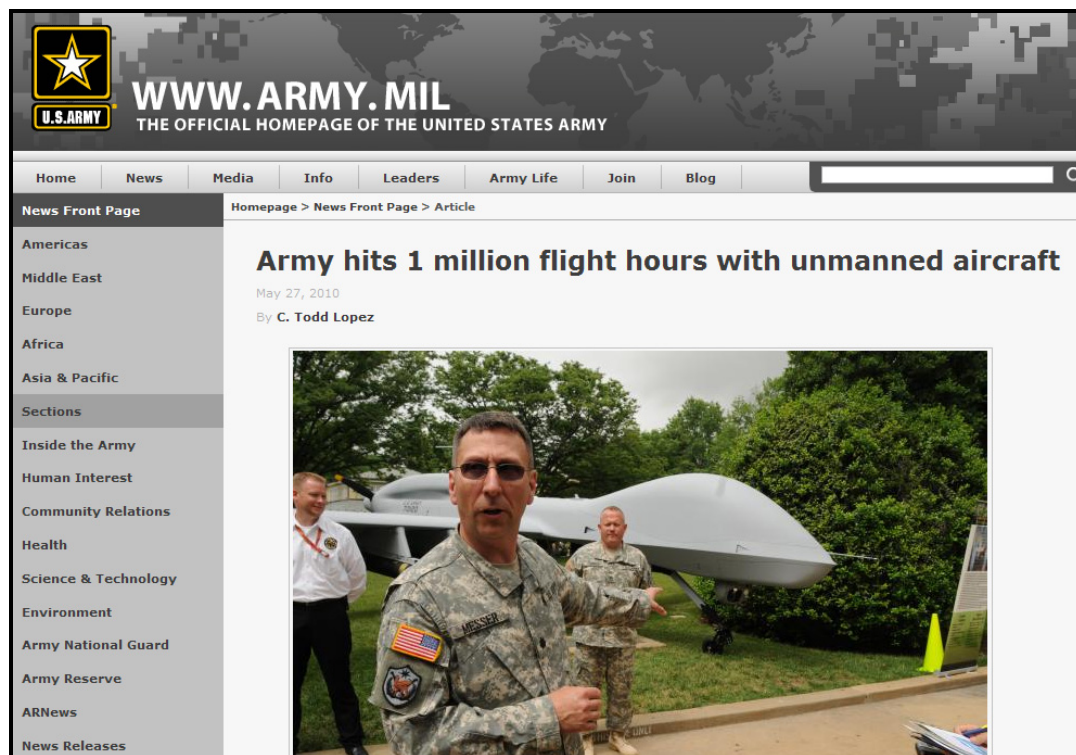 U.S.ARMY
WWW.ARMY.MIL
THE OFFICIAL HOMEPAGE OF THE UNITED STATES ARMY
Home News Media Info Leaders Army Life Join Blog
News Front Page
Homepage > News Front Page > Article
Americas
Middle East
Europe
Africa
Asia & Pacific
Sections
Inside the Army
Human Interest
Community Relations
Health
Science & Technology
Environment
Army National Guard
Army Reserve
ARNews
News Releases
Army hits 1 million flight hours with unmanned aircraft
May 27, 2010
By C. Todd Lopez
MESSER